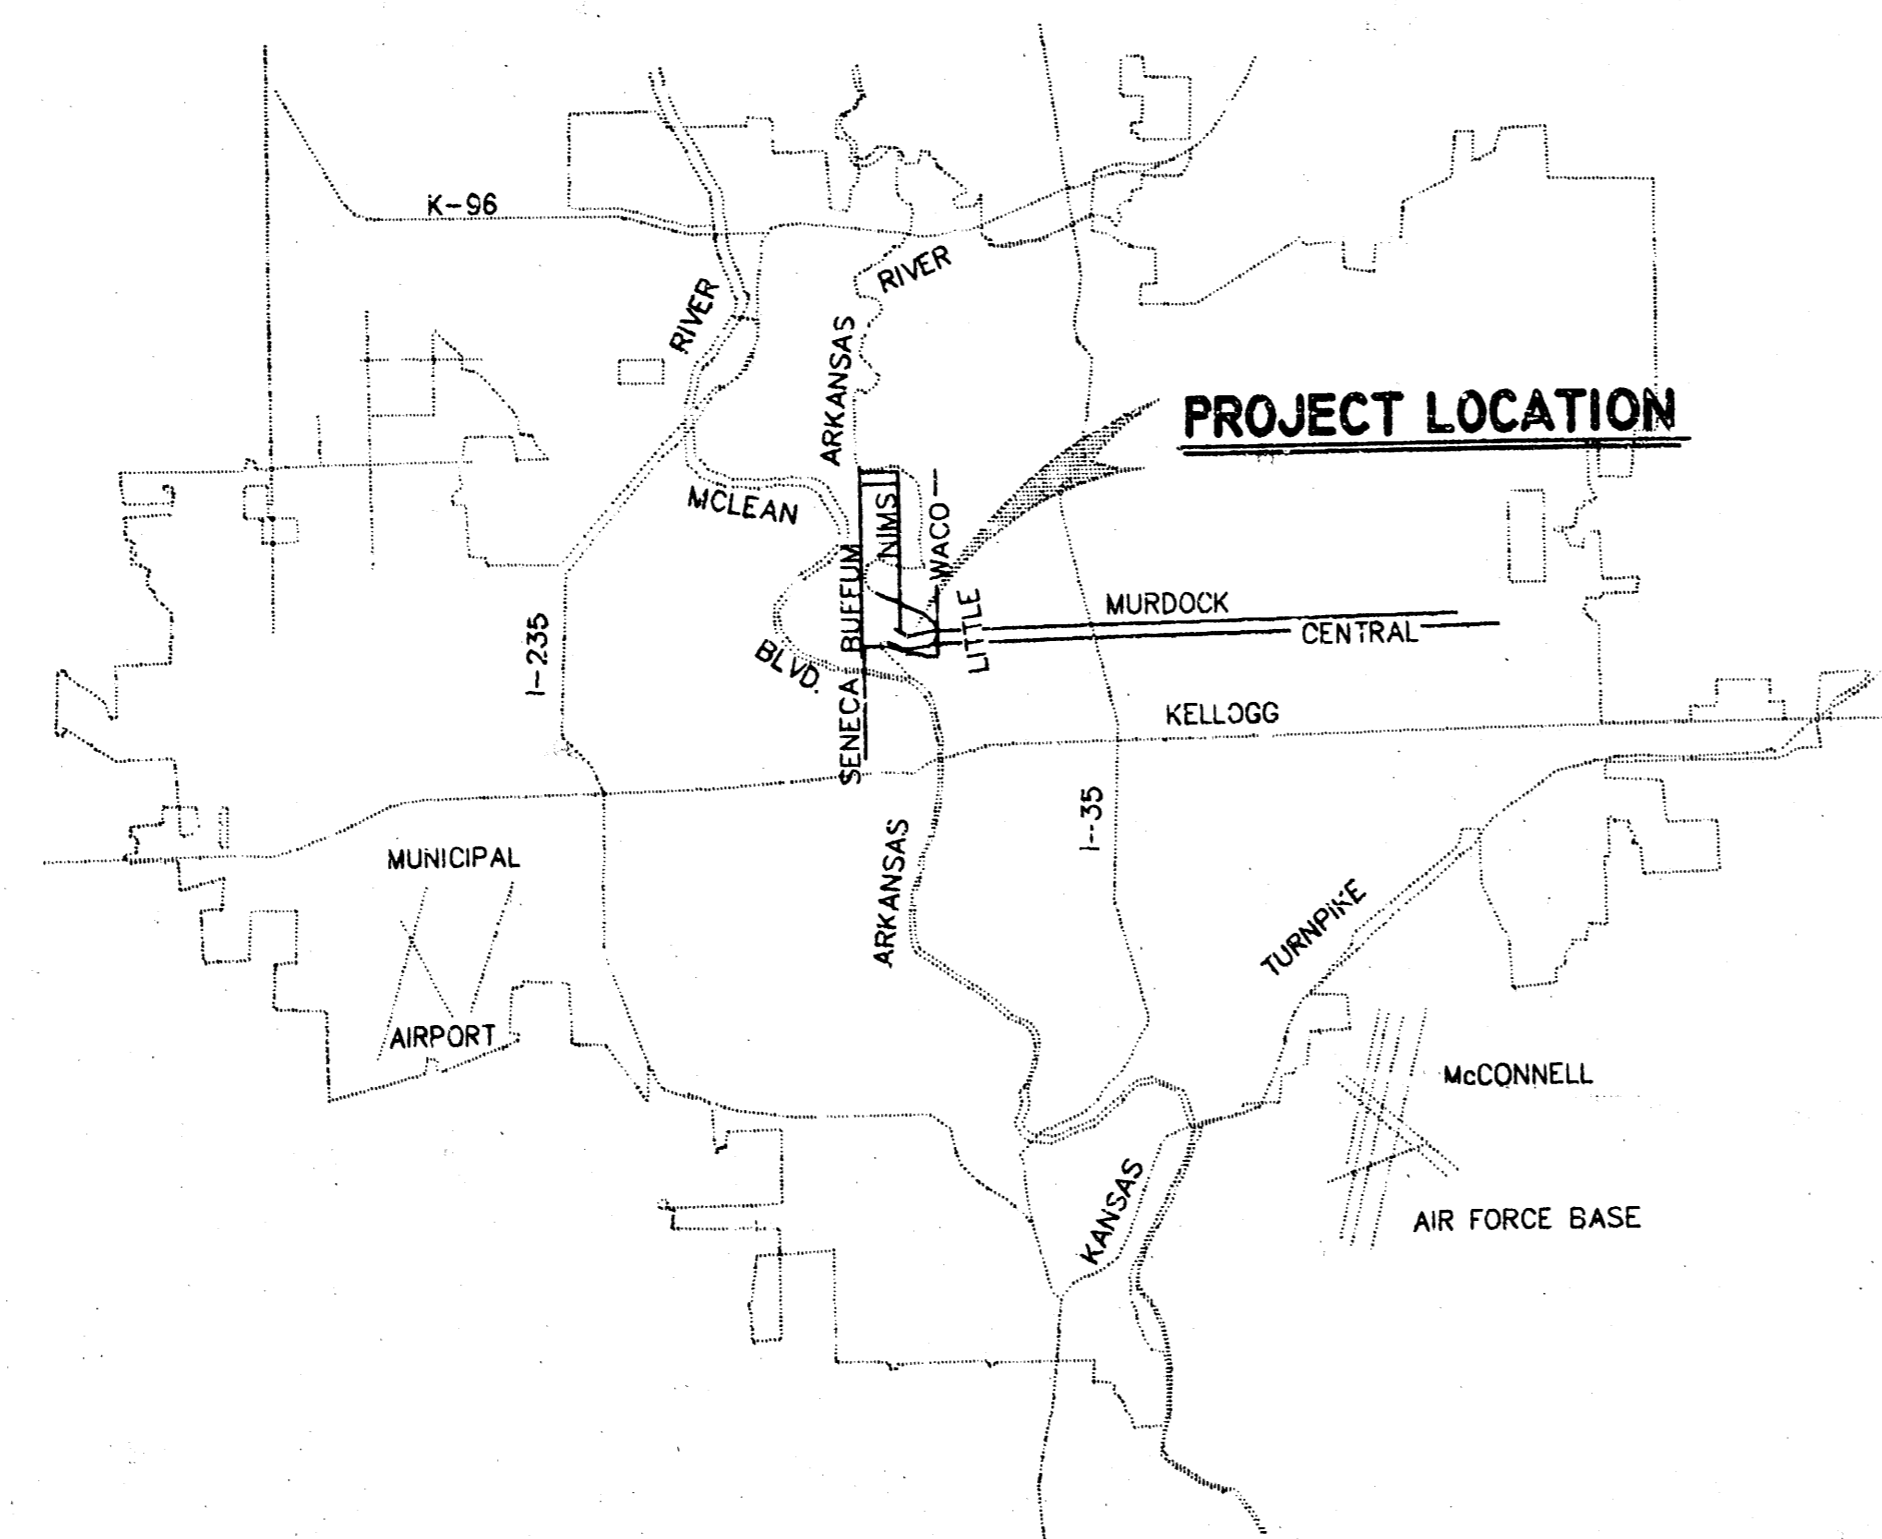 K-96
RIVER
RIVER
ARKANSAS
PROJECT LOCATION
MCLEAN
NIMS
WACO
BUFFUM
LITTLE
MURDOCK
CENTRAL
I-235
BLVD.
SENECA
KELLOGG
I-35
MUNICIPAL
ARKANSAS
TURNPIKE
AIRPORT
McCONNELL
KANSAS
AIR FORCE BASE